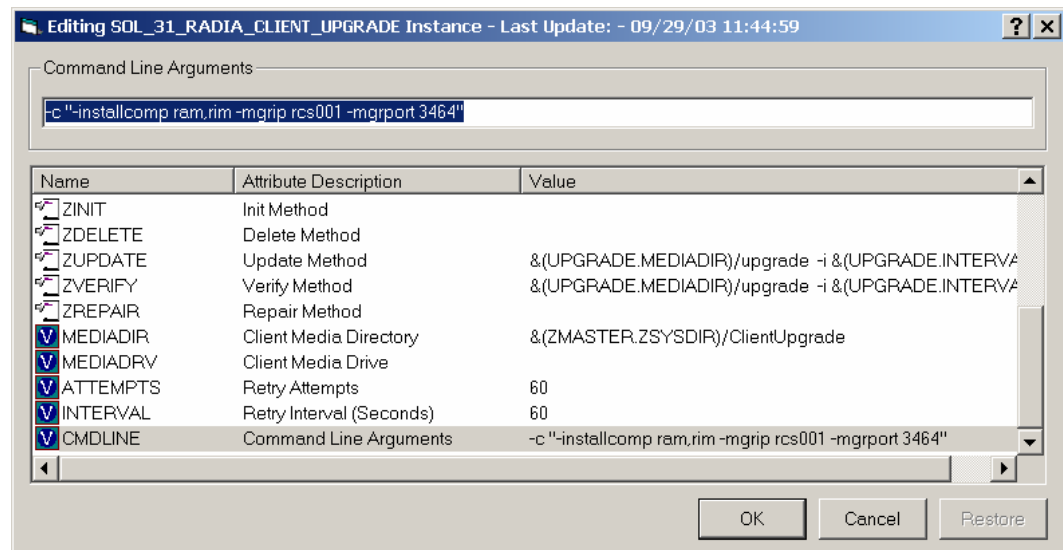 Editing SOL_31_RADIA_CLIENT_UPGRADE Instance - Last Update: - 09/29/03 11:44:59
Command Line Arguments
-c "-installcomp ram,rim -mgrip rcs001 -mgrport 3464"
Name Attribute Description Value
ZINIT Init Method
ZDELETE Delete Method
ZUPDATE Update Method &(UPGRADE.MEDIADIR)/upgrade -i &(UPGRADE.INTERVA
ZVERIFY Verify Method &(UPGRADE.MEDIADIR)/upgrade -i &(UPGRADE.INTERVA
ZREPAIR Repair Method
V MEDIADIR Client Media Directory &(ZMASTER.ZSYSDIR)/ClientUpgrade
V MEDIADRV Client Media Drive
V ATTEMPTS Retry Attempts 60
V INTERVAL Retry Interval (Seconds) 60
V CMDLINE Command Line Arguments -c "-installcomp ram,rim -mgrip rcs001 -mgrport 3464"
OK Cancel Restore